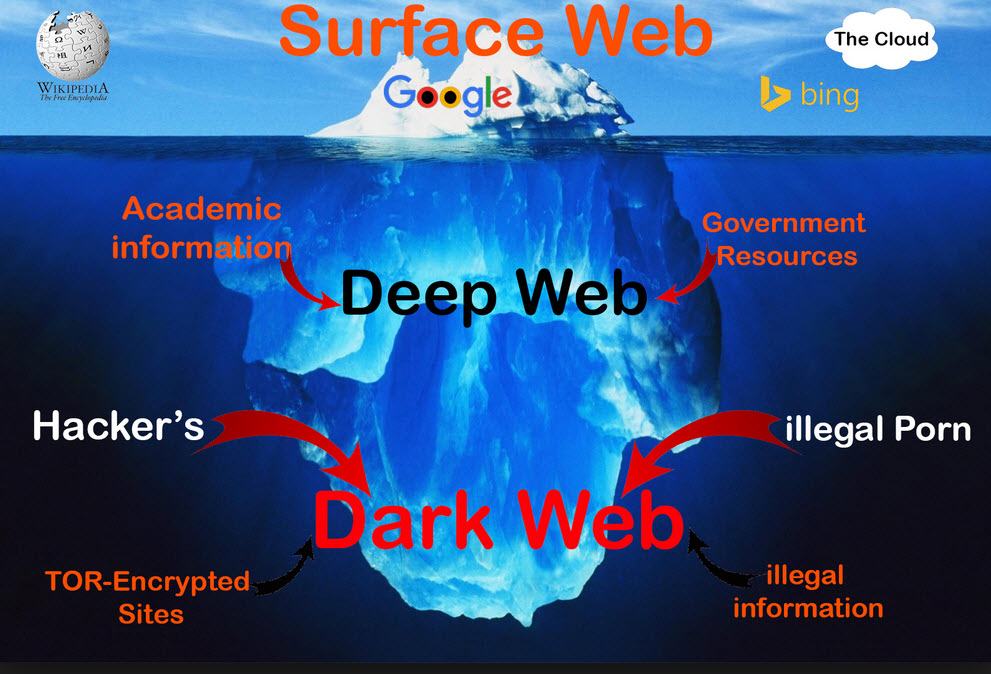 Surface Web
WIKIPEDIA
The Free Encyclopedia
Google
The Cloud
bing
Academic
information
Government
Resources
Deep Web
Hacker’s
illegal Porn
Dark Web
TOR-Encrypted
Sites
illegal
information